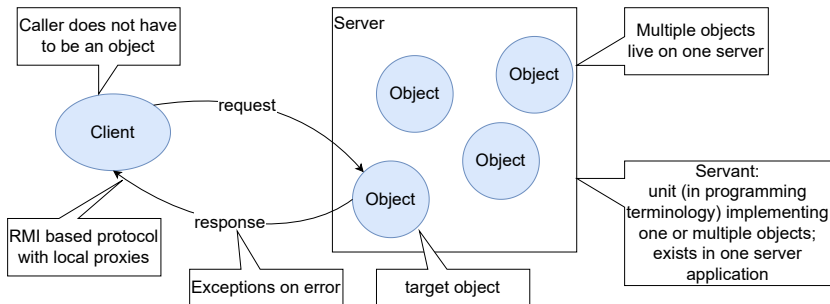 Caller does not have
to be an object
Server
Multiple objects
live on one server
Object
Object
Client
request
Object
Object
response
RMI based protocol
with local proxies
Exceptions on error
target object
Servant:
unit (in programming
terminology) implementing
one or multiple objects;
exists in one server
application